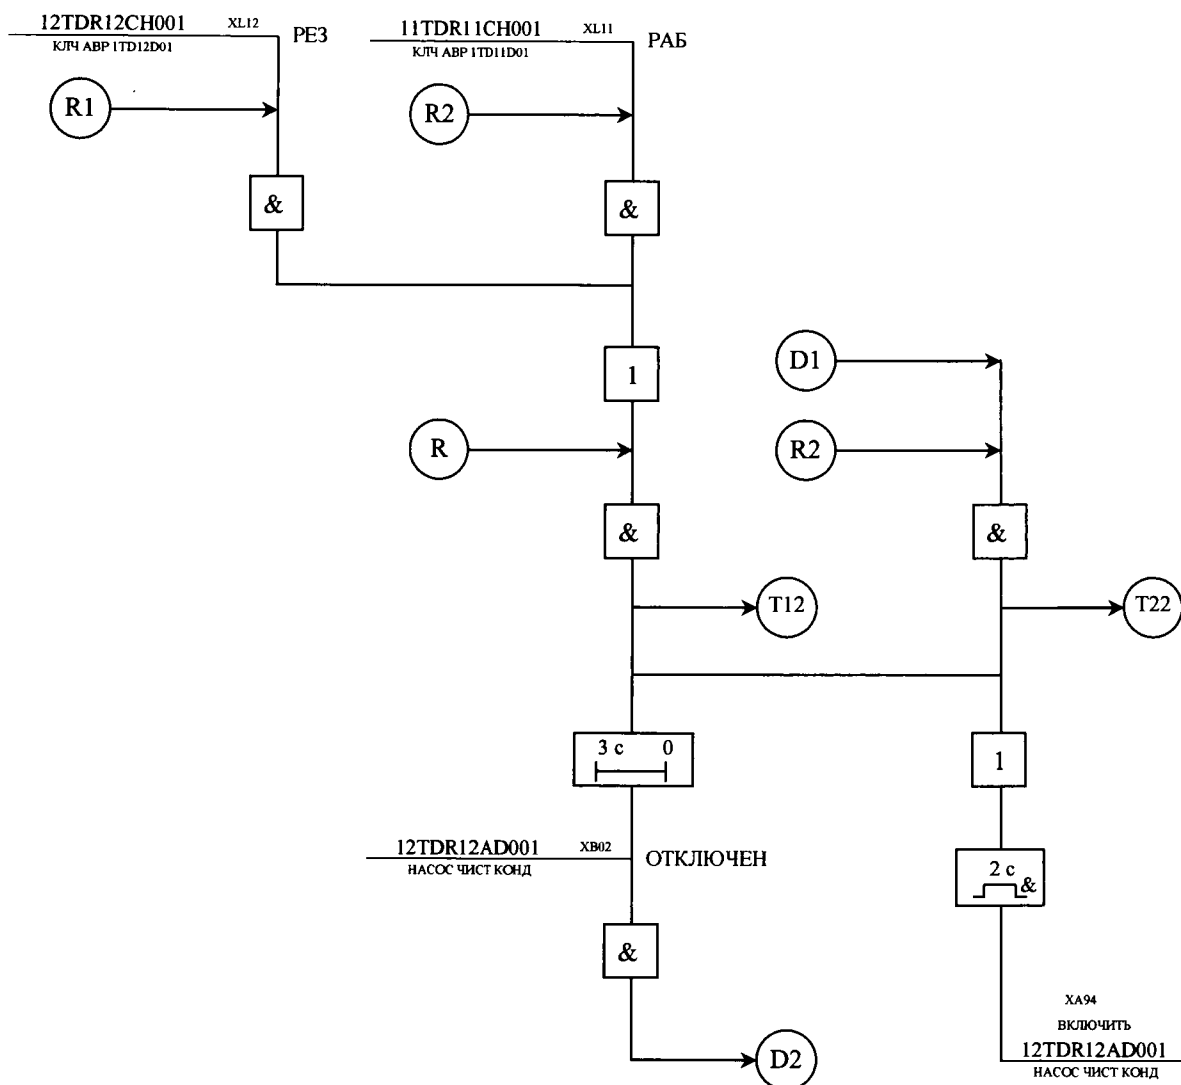 12TDR12CH001 XL12 РЕЗ
КЛЧ АВР 1TD12D01
11TDR11CH001 XL11 РАБ
КЛЧ АВР 1TD11D01
R1
R2
&
&
1
D1
R
R2
&
&
T12
T22
3 с 0
1
12TDR12AD001 XB02 ОТКЛЮЧЕН
НАСОС ЧИСТ КОНД
2 с
&
&
XA94
ВКЛЮЧИТЬ
12TDR12AD001
НАСОС ЧИСТ КОНД
D2